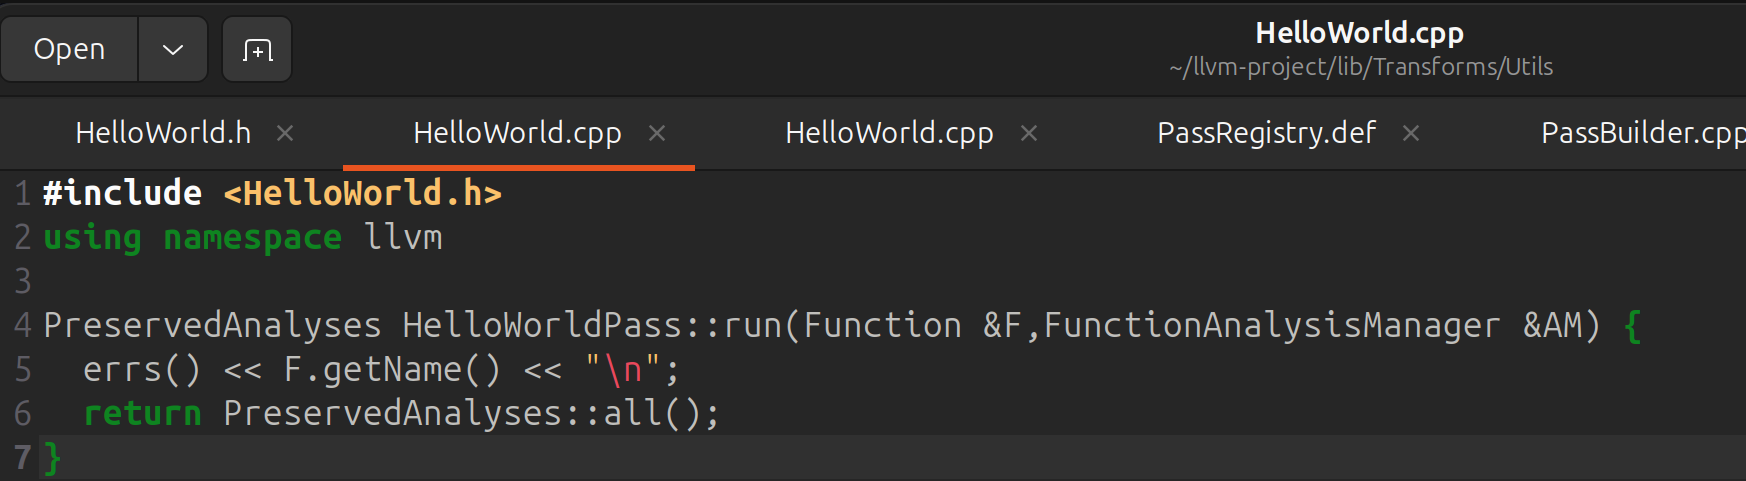 Open
HelloWorld.cpp
~/llvm-project/lib/Transforms/Utils
HelloWorld.h × HelloWorld.cpp × HelloWorld.cpp × PassRegistry.def × PassBuilder.cpp
1 #include <HelloWorld.h>
2 using namespace llvm
3
4 PreservedAnalyses HelloWorldPass::run(Function &F,FunctionAnalysisManager &AM) {
5   errs() << F.getName() << "\n";
6   return PreservedAnalyses::all();
7 }